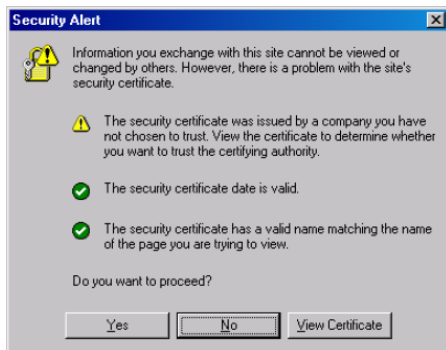 Security Alert
Information you exchange with this site cannot be viewed or
changed by others. However, there is a problem with the site's
security certificate.
The security certificate was issued by a company you have
not chosen to trust. View the certificate to determine whether
you want to trust the certifying authority.
The security certificate date is valid.
The security certificate has a valid name matching the name
of the page you are trying to view.
Do you want to proceed?
Yes
No
View Certificate